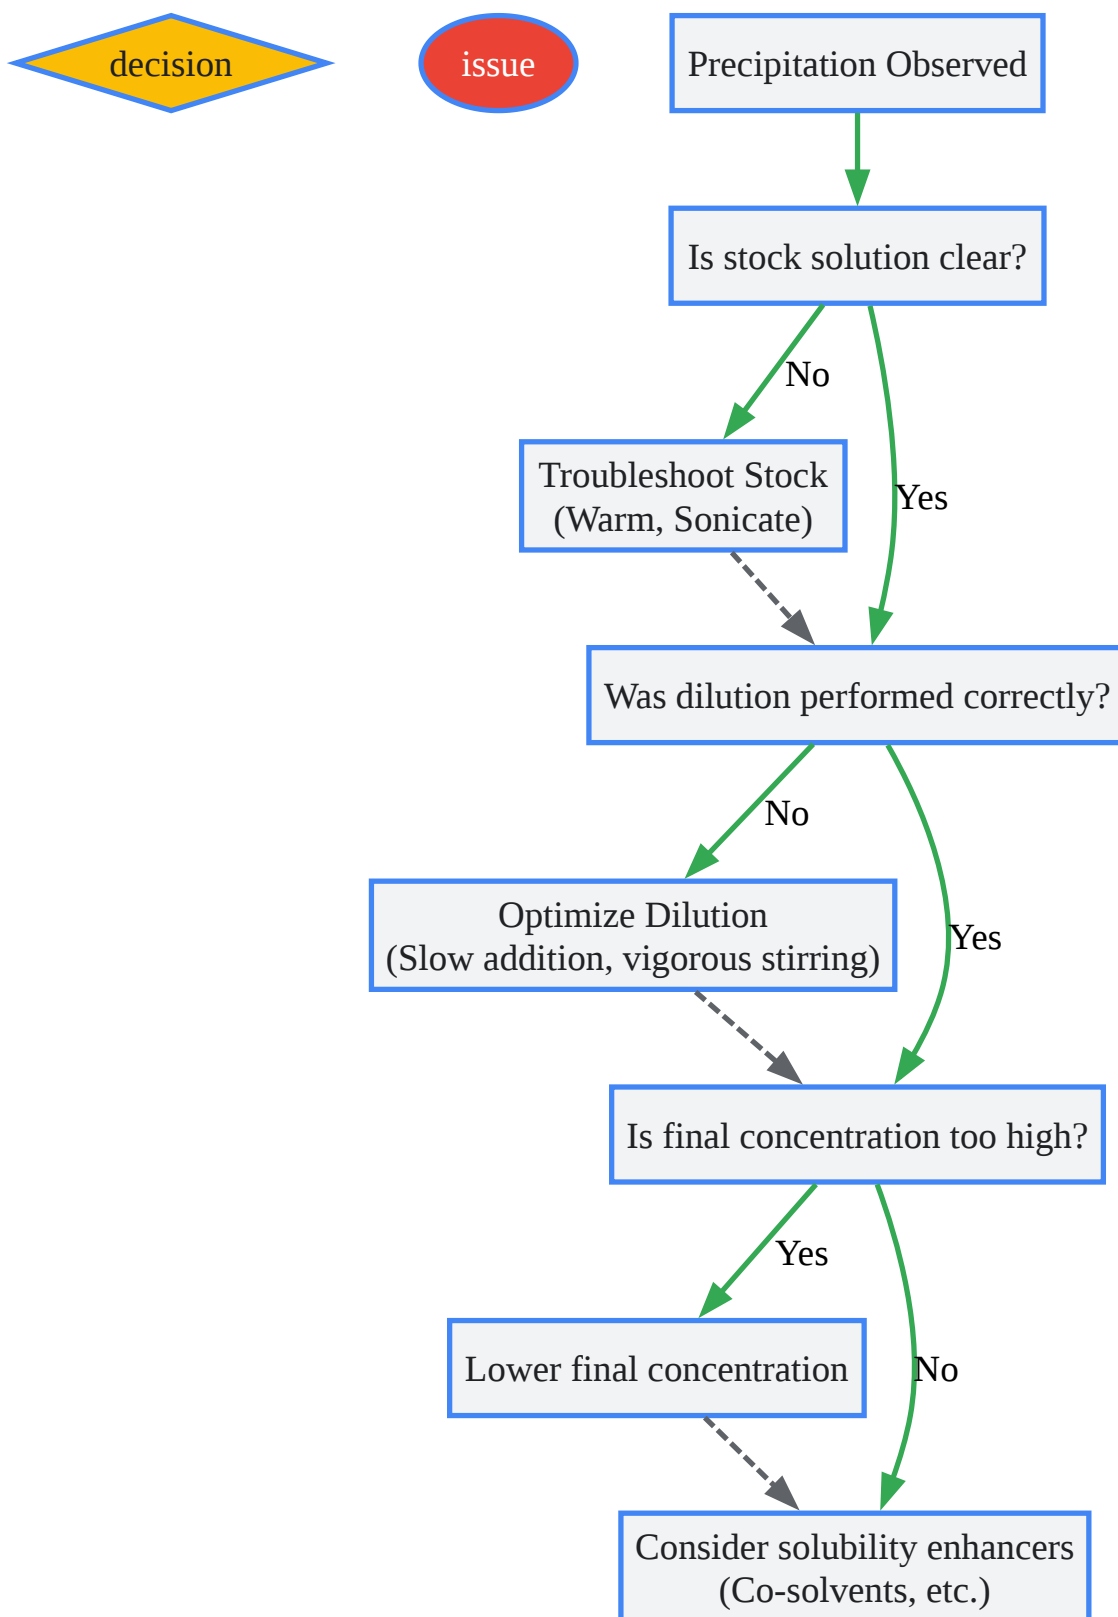 decision
issue
Precipitation Observed
Is stock solution clear?
No
Troubleshoot Stock
(Warm, Sonicate)
Yes
Was dilution performed correctly?
No
Optimize Dilution
(Slow addition, vigorous stirring)
Yes
Is final concentration too high?
Yes
Lower final concentration
No
Consider solubility enhancers
(Co-solvents, etc.)